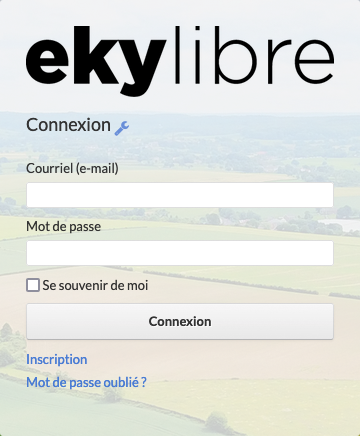 ekylibre
Connexion
Courriel (e-mail)
Mot de passe
Se souvenir de moi
Connexion
Inscription
Mot de passe oublié ?